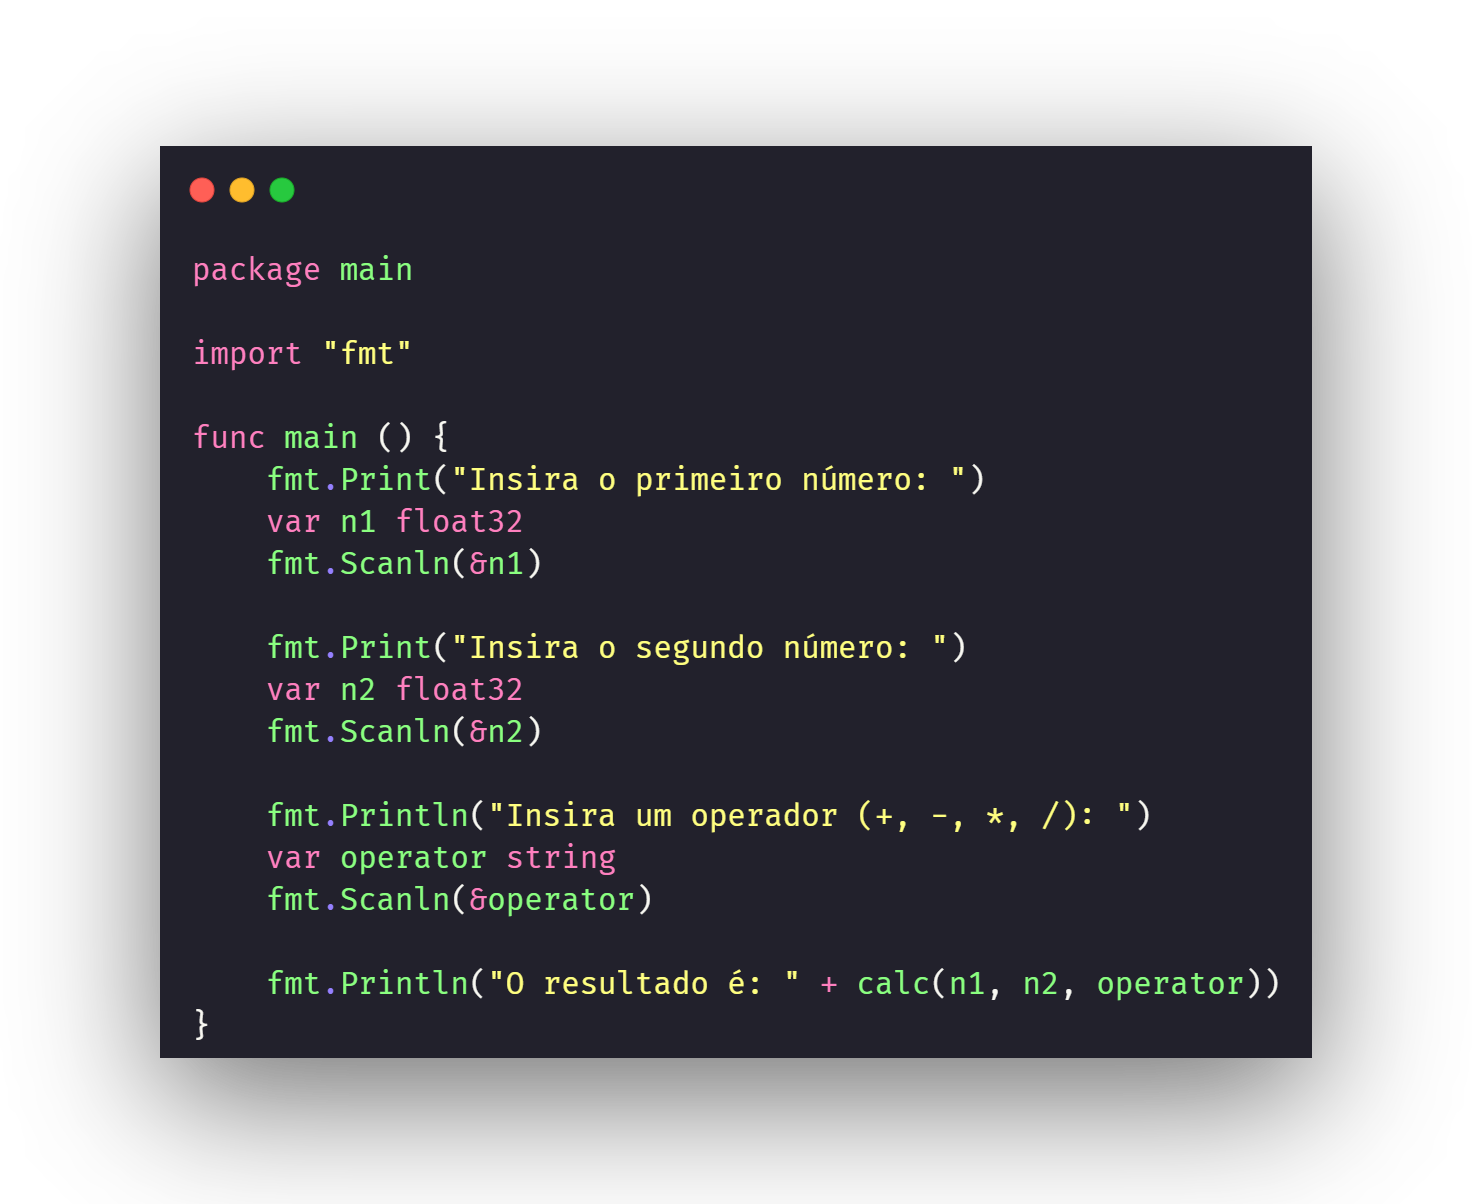 package main
import "fmt"
func main () {
fmt.Print("Insira o primeiro número: ")
var n1 float32
fmt.Scanln(&n1)
fmt.Print("Insira o segundo número: ")
var n2 float32
fmt.Scanln(&n2)
fmt.Println("Insira um operador (+, -, *, /): ")
var operator string
fmt.Scanln(&operator)
fmt.Println("O resultado é: " + calc(n1, n2, operator))
}